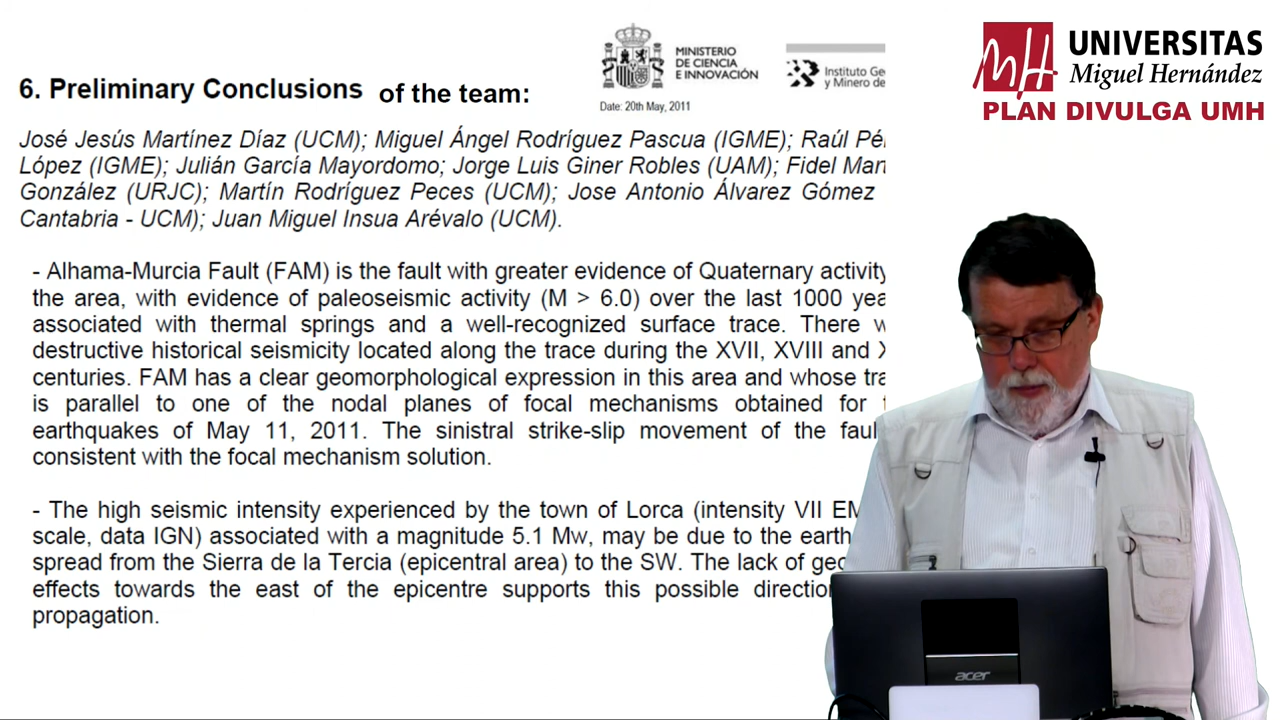 MINISTERIO
DE CIENCIA
E INNOVACIÓN
Instituto
y Minero de
Date: 20th May, 2011
UNIVERSITAS
Miguel Hernández
PLAN DIVULGA UMH
6. Preliminary Conclusions of the team:
José Jesús Martínez Díaz (UCM); Miguel Ángel Rodríguez Pascua (IGME); Raúl
López (IGME); Julián García Mayordomo; Jorge Luis Giner Robles (UAM); Fidel
González (URJC); Martín Rodríguez Peces (UCM); Jose Antonio Álvarez Gómez
Cantabria - UCM); Juan Miguel Insua Arévalo (UCM).
- Alhama-Murcia Fault (FAM) is the fault with greater evidence of Quaternary activity
the area, with evidence of paleoseismic activity (M > 6.0) over the last 1000
associated with thermal springs and a well-recognized surface trace. There
destructive historical seismicity located along the trace during the XVII, XVIII and
centuries. FAM has a clear geomorphological expression in this area and whose
is parallel to one of the nodal planes of focal mechanisms obtained for
earthquakes of May 11, 2011. The sinistral strike-slip movement of the
consistent with the focal mechanism solution.
- The high seismic intensity experienced by the town of Lorca (intensity VII
scale, data IGN) associated with a magnitude 5.1 Mw, may be due to the
spread from the Sierra de la Tercia (epicentral area) to the SW. The lack of
effects towards the east of the epicentre supports this possible
propagation.
acer